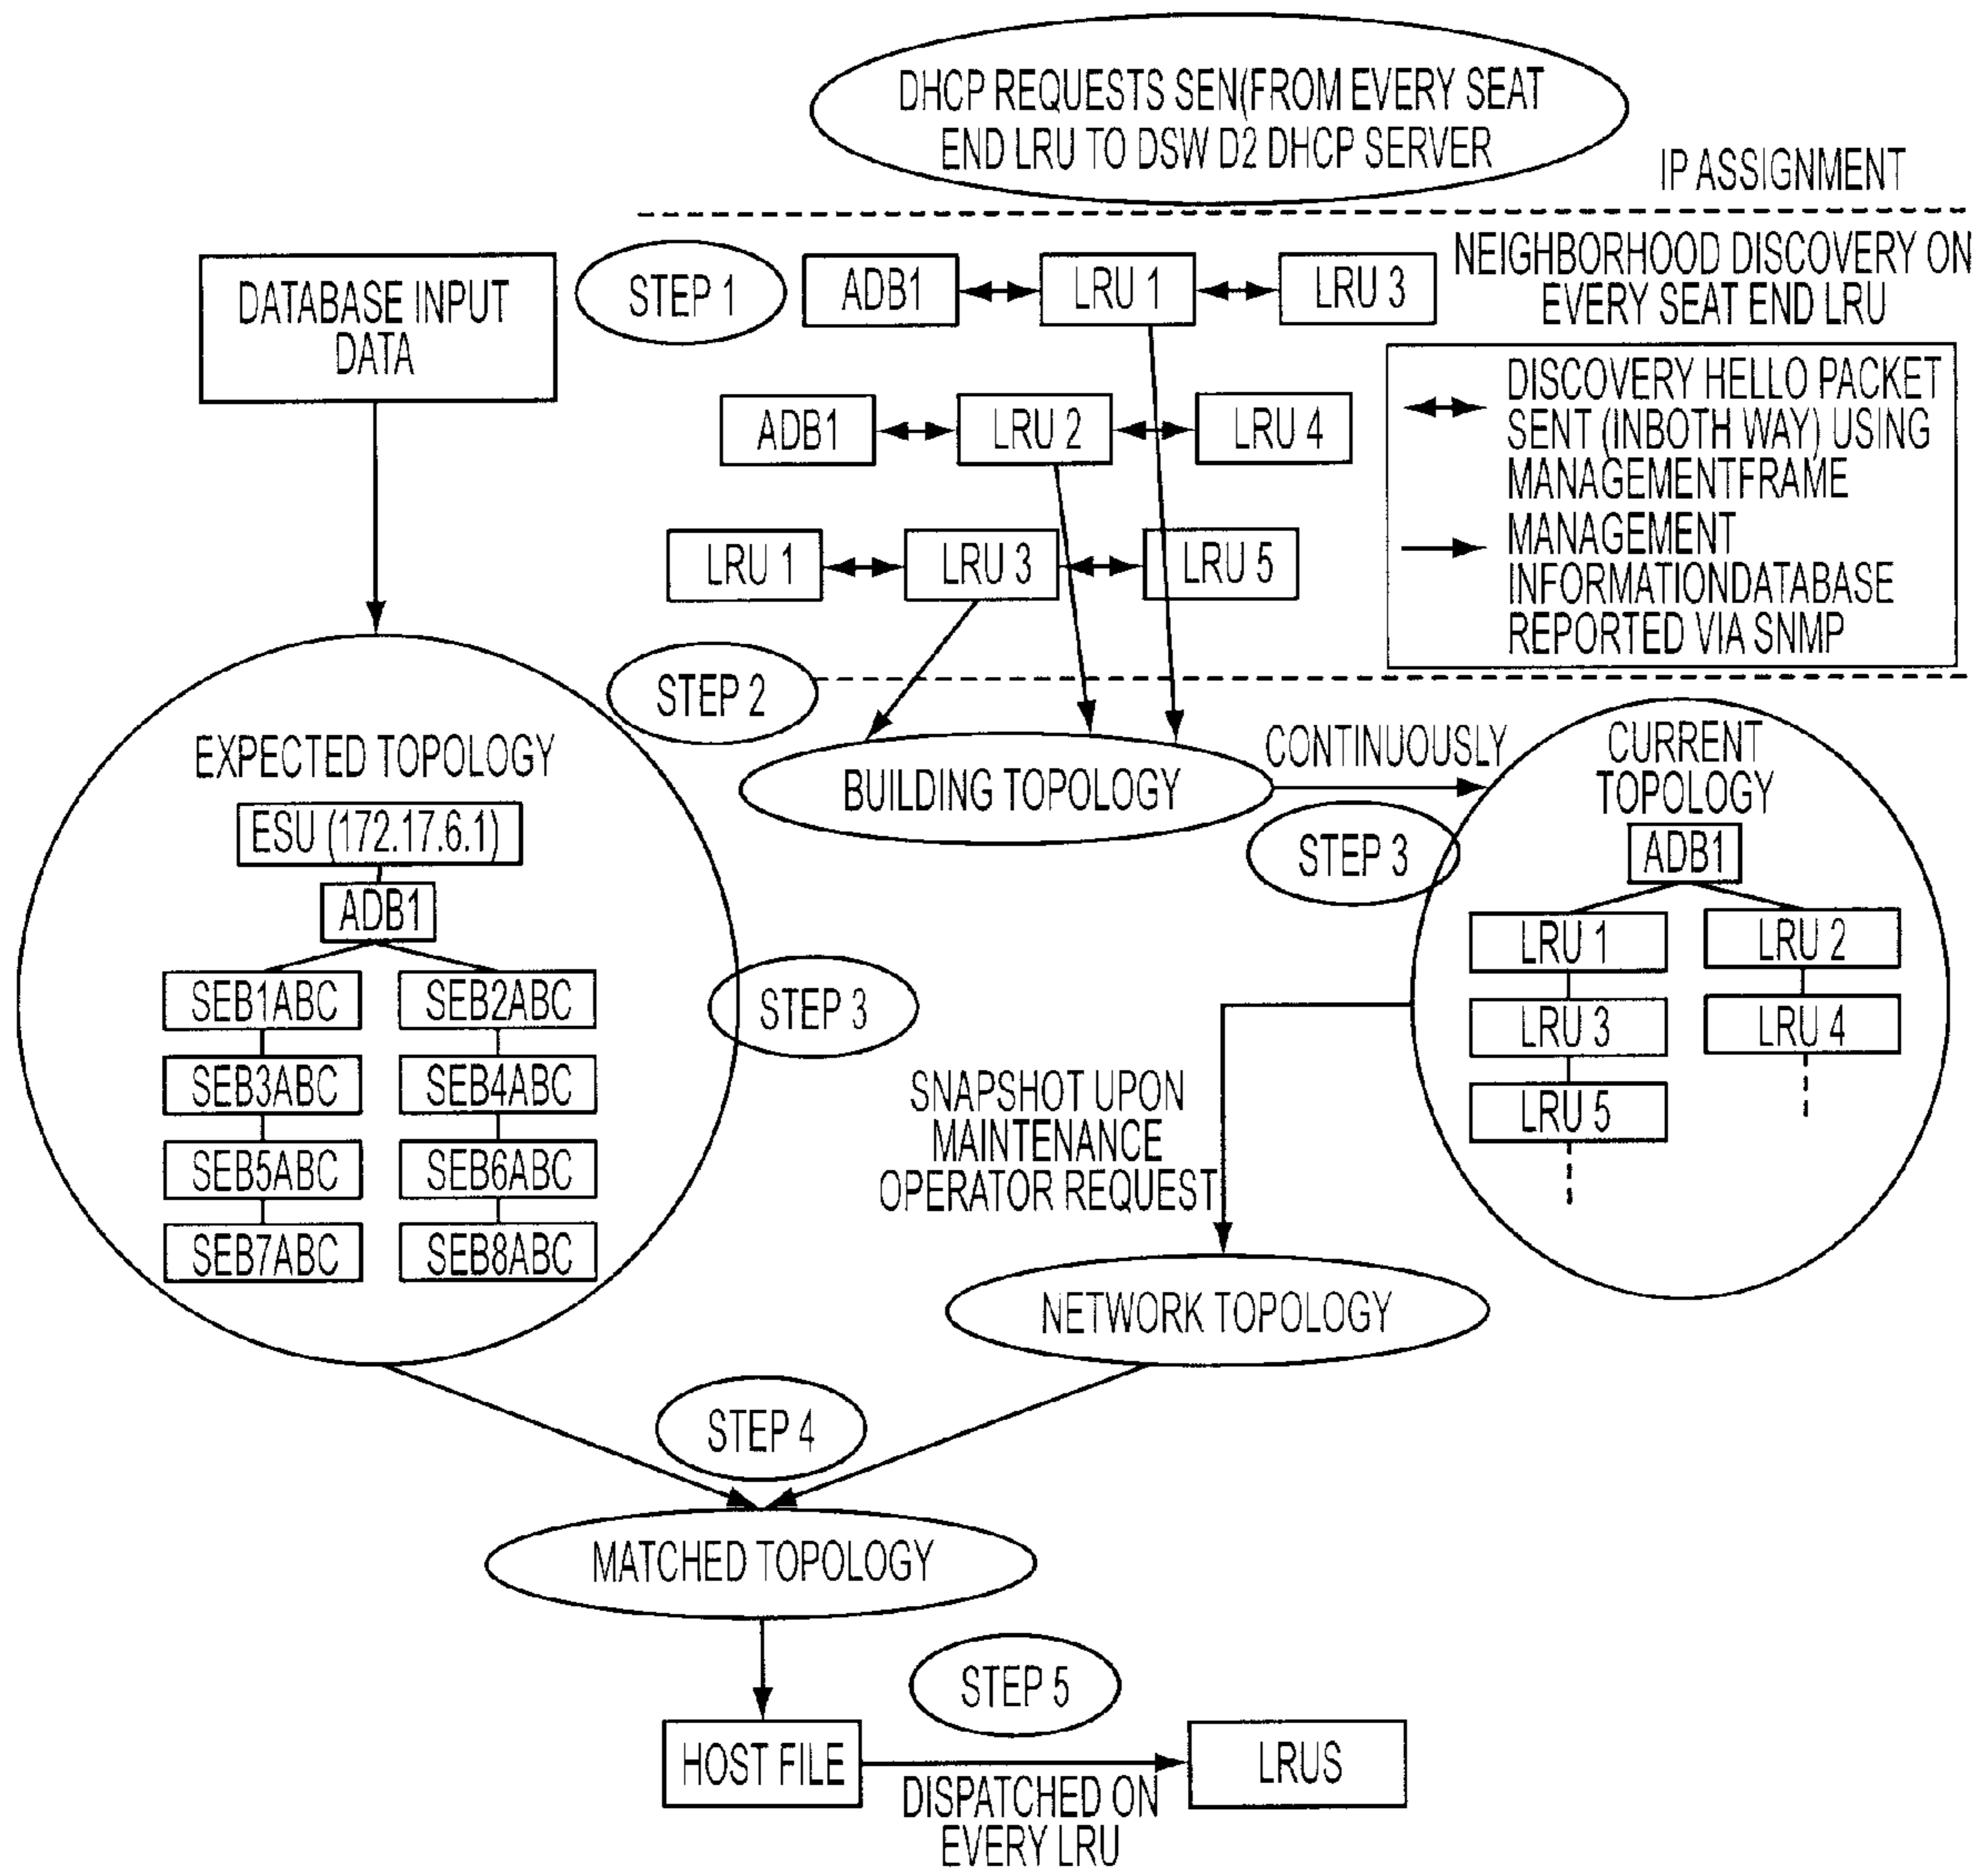 DHCP REQUESTS SEN(FROM EVERY SEAT
END LRU TO DSW D2 DHCP SERVER
IP ASSIGNMENT
DATABASE INPUT
DATA
STEP 1
ADB1
LRU 1
LRU 3
NEIGHBORHOOD DISCOVERY ON
EVERY SEAT END LRU
ADB1
LRU 2
LRU 4
LRU 1
LRU 3
LRU 5
DISCOVERY HELLO PACKET
SENT (INBOTH WAY) USING
MANAGEMENTFRAME
MANAGEMENT
INFORMATIONDATABASE
REPORTED VIA SNMP
STEP 2
EXPECTED TOPOLOGY
ESU (172.17.6.1)
ADB1
SEB1ABC
SEB2ABC
SEB3ABC
SEB4ABC
SEB5ABC
SEB6ABC
SEB7ABC
SEB8ABC
BUILDING TOPOLOGY
CONTINUOUSLY
STEP 3
CURRENT
TOPOLOGY
ADB1
LRU 1
LRU 2
LRU 3
LRU 4
LRU 5
STEP 3
SNAPSHOT UPON
MAINTENANCE
OPERATOR REQUEST
NETWORK TOPOLOGY
STEP 4
MATCHED TOPOLOGY
STEP 5
HOST FILE
DISPATCHED ON
EVERY LRU
LRUS